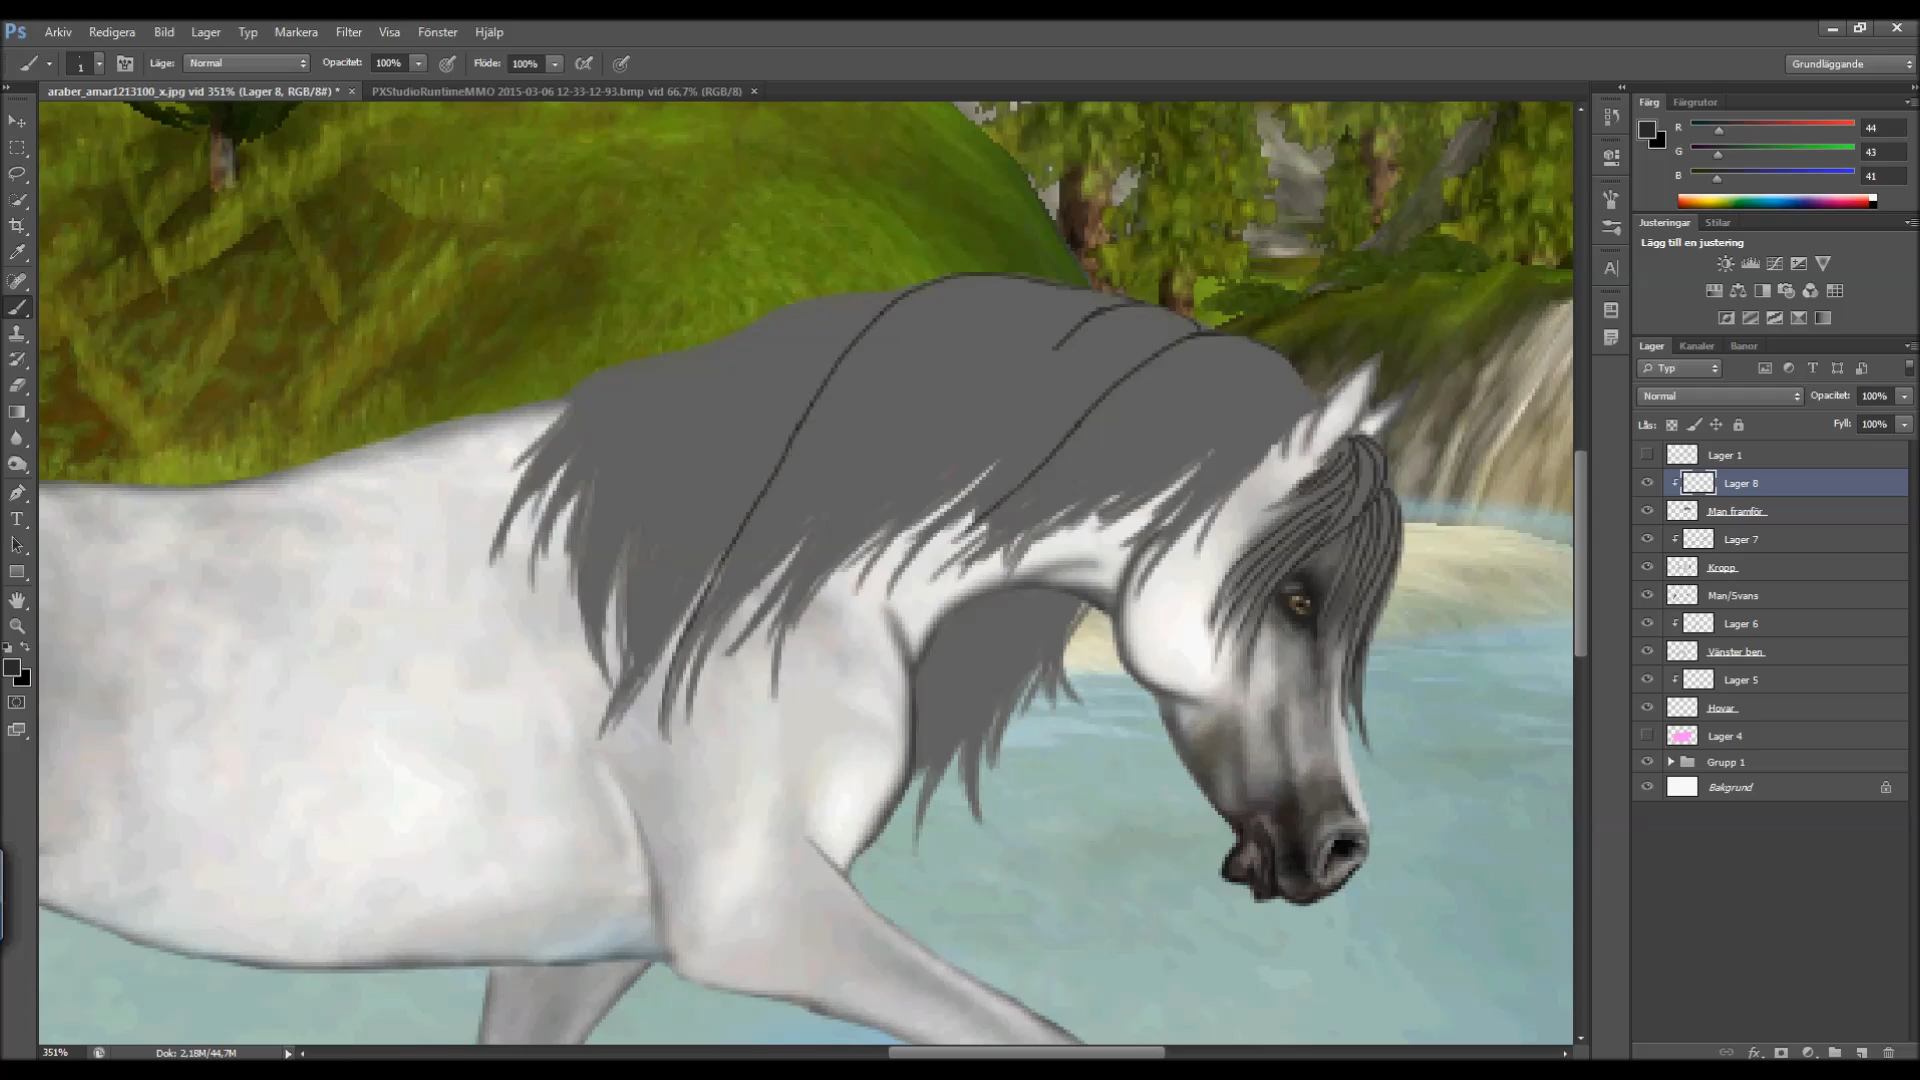 Ps Arkiv Redigera Bild Lager Typ Markera Filter Visa Fönster Hjälp
1 Läge: Normal Opacitet: 100% Flöde: 100% Grundläggande
araber_amar1213100_x.jpg vid 351% (Lager 8, RGB/8#) * × PXStudioRuntimeMMO 2015-03-06 12-33-12-93.bmp vid 66,7% (RGB/8) ×
Färg Färgrutor
R 44
G 43
B 41
Justeringar Stilar
Lägg till en justering
Lager Kanaler Banor
Typ
Normal Opacitet: 100%
Lås: Fyll: 100%
Lager 1
Lager 8
Man framför
Lager 7
Kropp
Man/Svans
Lager 6
Vänster ben
Lager 5
Hovar
Lager 4
Grupp 1
Bakgrund
351% Dok: 2,18M/44,7M